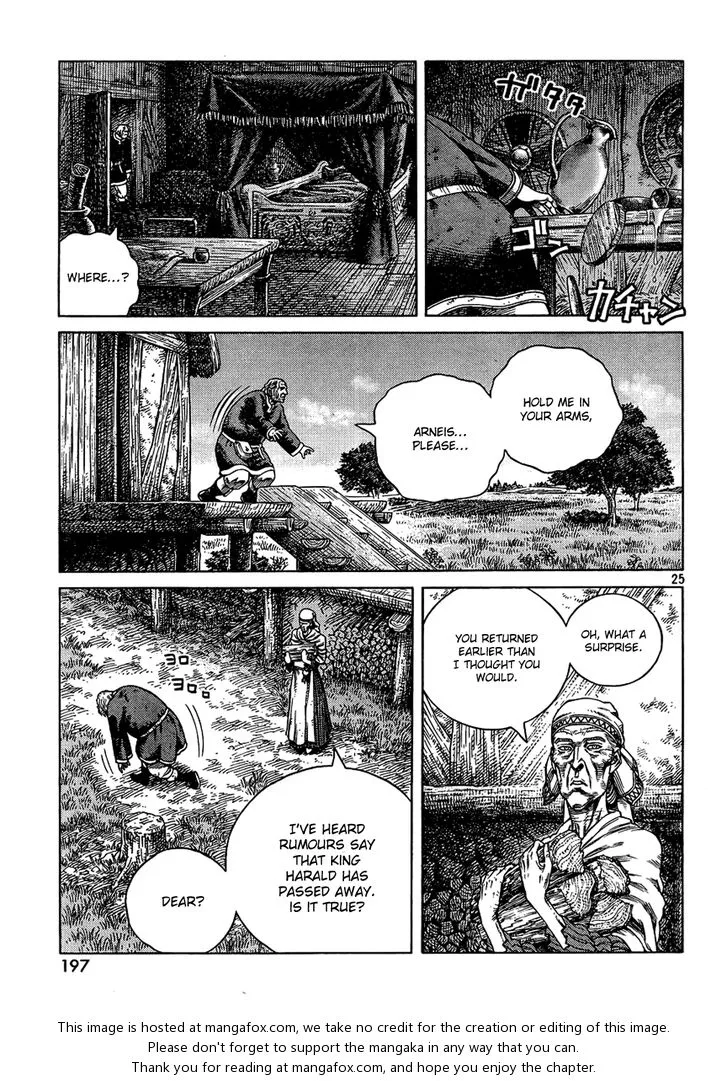 ガタタ
ゴン
ガチャン
WHERE...?
HOLD ME IN
YOUR ARMS,
ARNEIS...
PLEASE...
25
OH, WHAT A
SURPRISE.
YOU RETURNED
EARLIER THAN
I THOUGHT YOU
WOULD.
ヨロ
ヨロ。
I'VE HEARD
RUMOURS SAY
THAT KING
HARALD HAS
PASSED AWAY.
IS IT TRUE?
DEAR?
197
This image is hosted at mangafox.com, we take no credit for the creation or editing of this image.
Please don't forget to support the mangaka in any way that you can.
Thank you for reading at mangafox.com, and hope you enjoy the chapter.